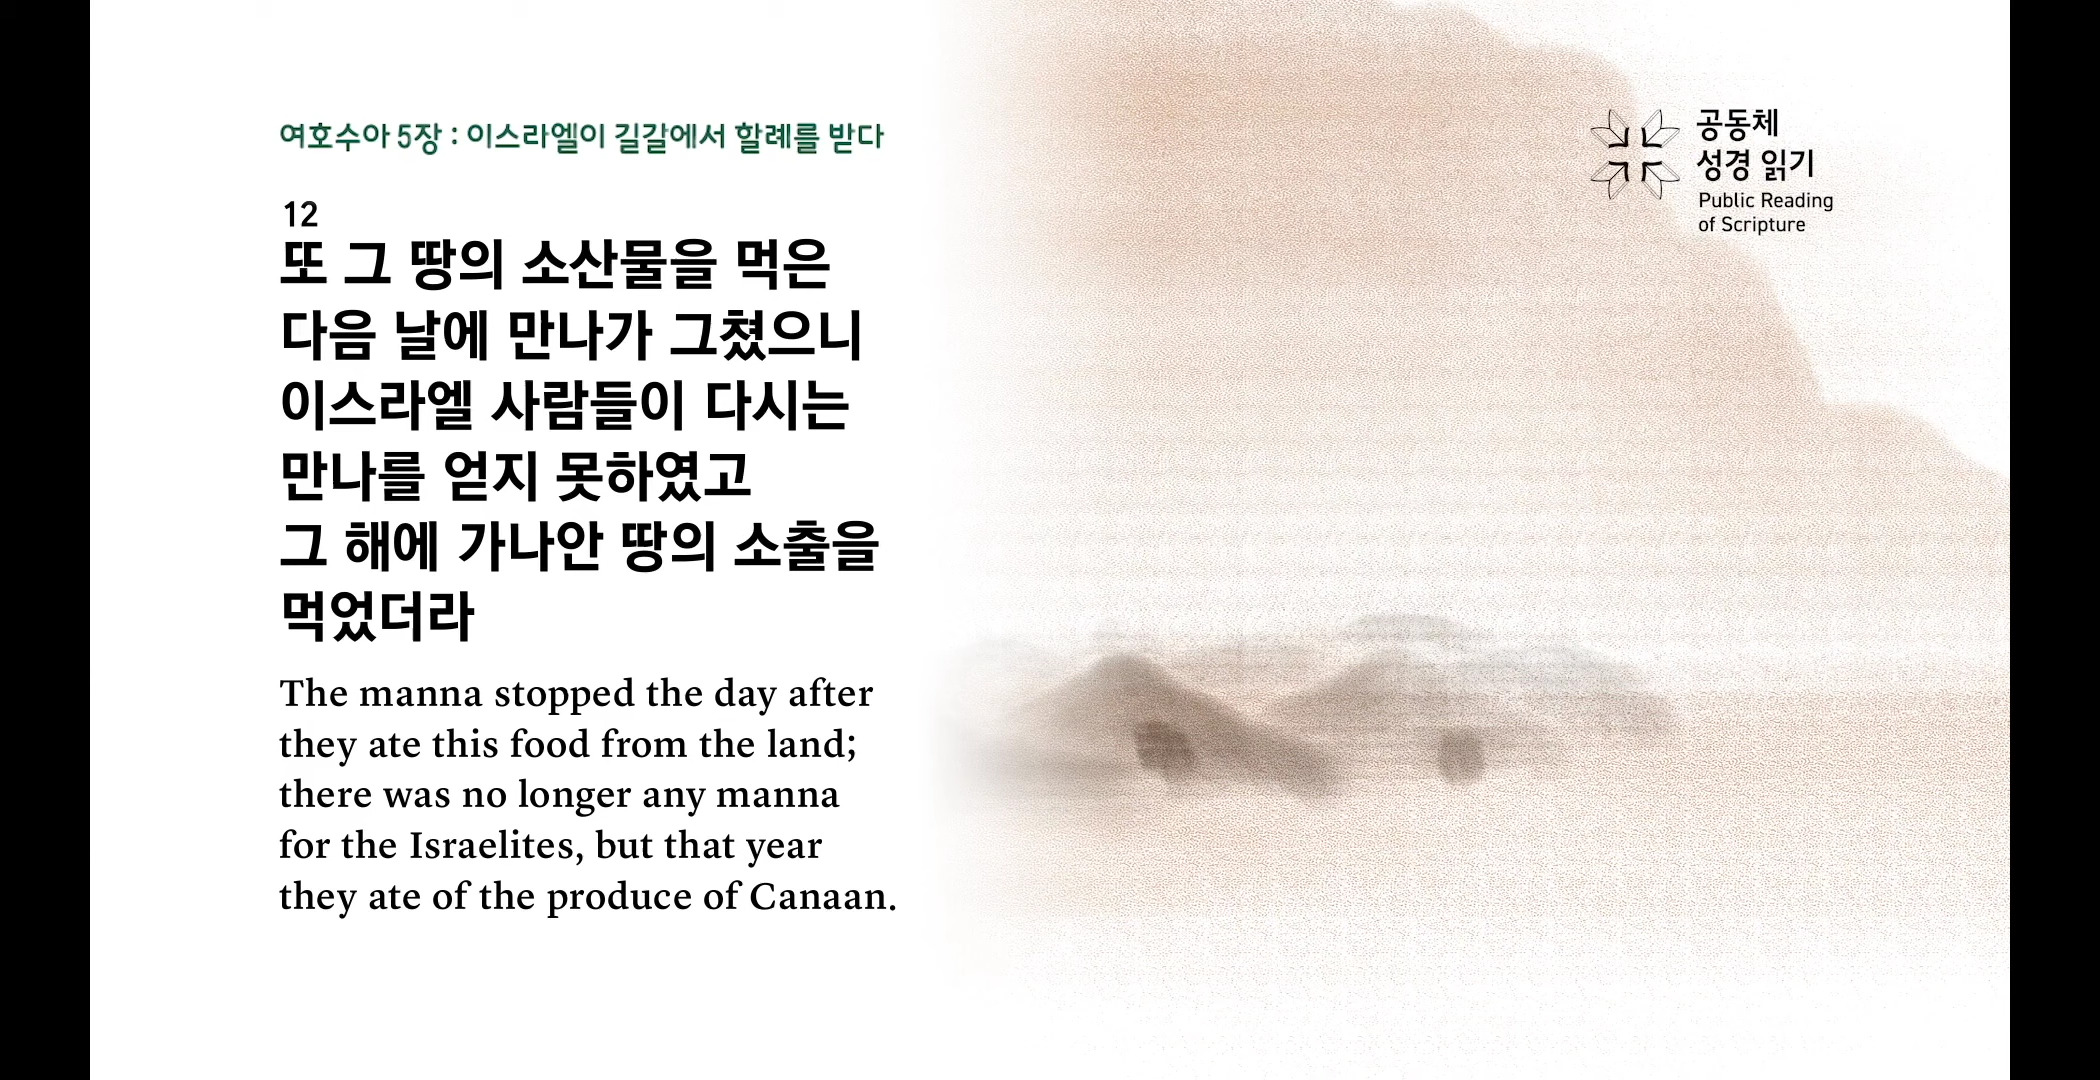 여호수아 5장 : 이스라엘이 길갈에서 할례를 받다
공동체
성경 읽기
Public Reading
of Scripture
12
또 그 땅의 소산물을 먹은
다음 날에 만나가 그쳤으니
이스라엘 사람들이 다시는
만나를 얻지 못하였고
그 해에 가나안 땅의 소출을
먹었더라
The manna stopped the day after
they ate this food from the land;
there was no longer any manna
for the Israelites, but that year
they ate of the produce of Canaan.